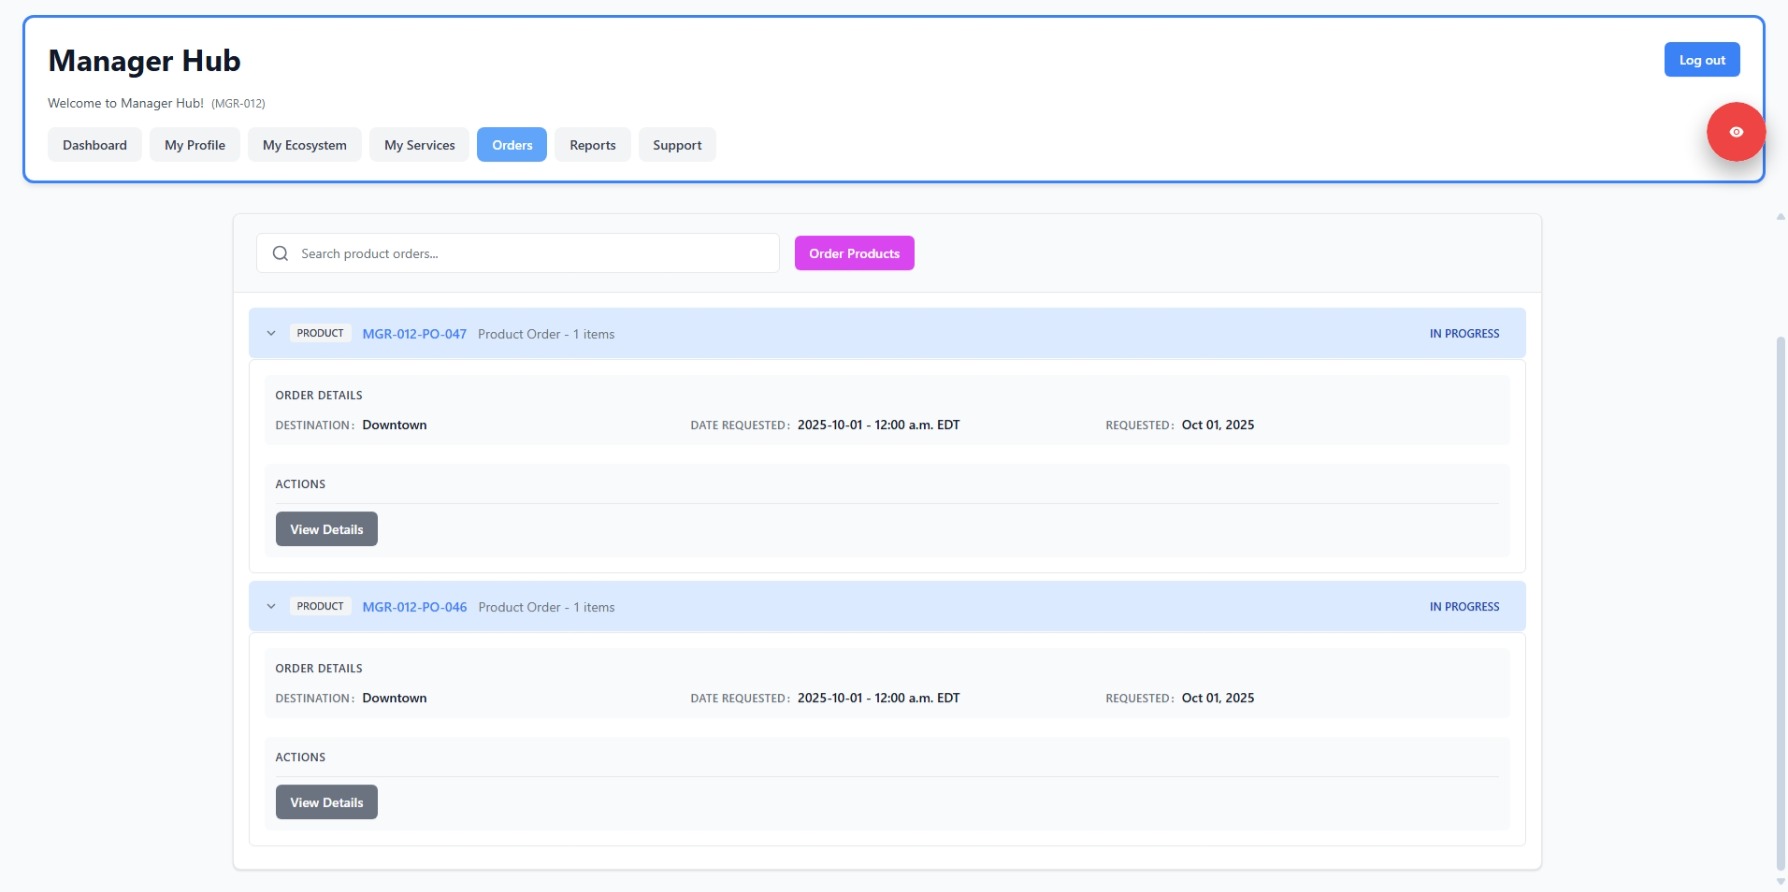 Manager Hub
Log out
Welcome to Manager Hub! (MGR-012)
Dashboard My Profile My Ecosystem My Services Orders Reports Support
Search product orders...
Order Products
PRODUCT MGR-012-PO-047 Product Order - 1 items IN PROGRESS
ORDER DETAILS
DESTINATION: Downtown DATE REQUESTED: 2025-10-01 - 12:00 a.m. EDT REQUESTED: Oct 01, 2025
ACTIONS
View Details
PRODUCT MGR-012-PO-046 Product Order - 1 items IN PROGRESS
ORDER DETAILS
DESTINATION: Downtown DATE REQUESTED: 2025-10-01 - 12:00 a.m. EDT REQUESTED: Oct 01, 2025
ACTIONS
View Details